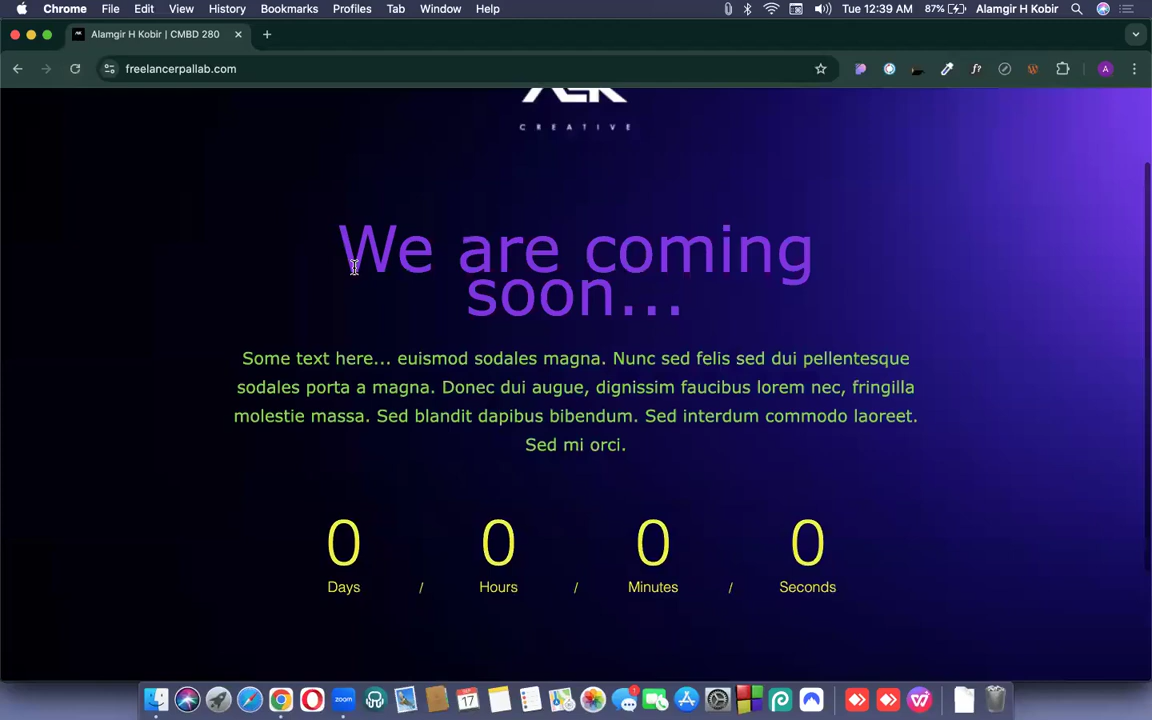 Chrome File Edit View History Bookmarks Profiles Tab Window Help Tue 12:39 AM 87% Alamgir H Kobir
Alamgir H Kobir | CMBD 280
freelancerpallab.com
CREATIVE
We are coming
soon...
Some text here... euismod sodales magna. Nunc sed felis sed dui pellentesque
sodales porta a magna. Donec dui augue, dignissim faucibus lorem nec, fringilla
molestie massa. Sed blandit dapibus bibendum. Sed interdum commodo laoreet.
Sed mi orci.
0 0 0 0
Days / Hours / Minutes / Seconds
zoom